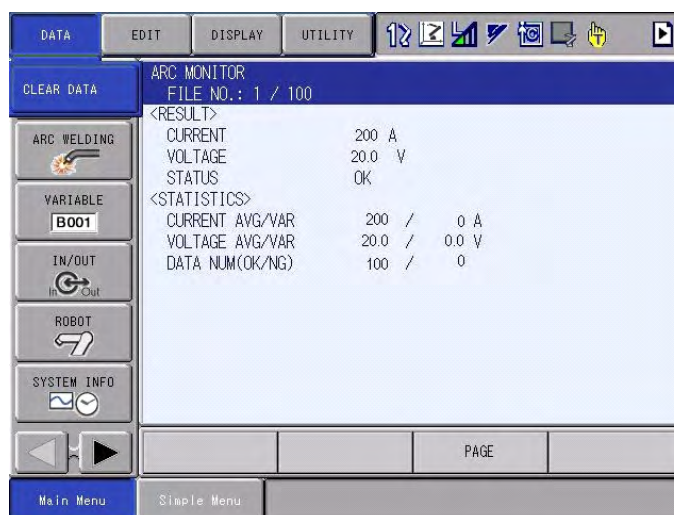 DATA EDIT DISPLAY UTILITY
CLEAR DATA
ARC MONITOR
FILE NO.: 1 / 100
<RESULT>
CURRENT 200 A
VOLTAGE 20.0 V
STATUS OK
<STATISTICS>
CURRENT AVG/VAR 200 / 0 A
VOLTAGE AVG/VAR 20.0 / 0.0 V
DATA NUM(OK/NG) 100 / 0
ARC WELDING
VARIABLE
B001
IN/OUT
In Out
ROBOT
SYSTEM INFO
PAGE
Main Menu Simple Menu